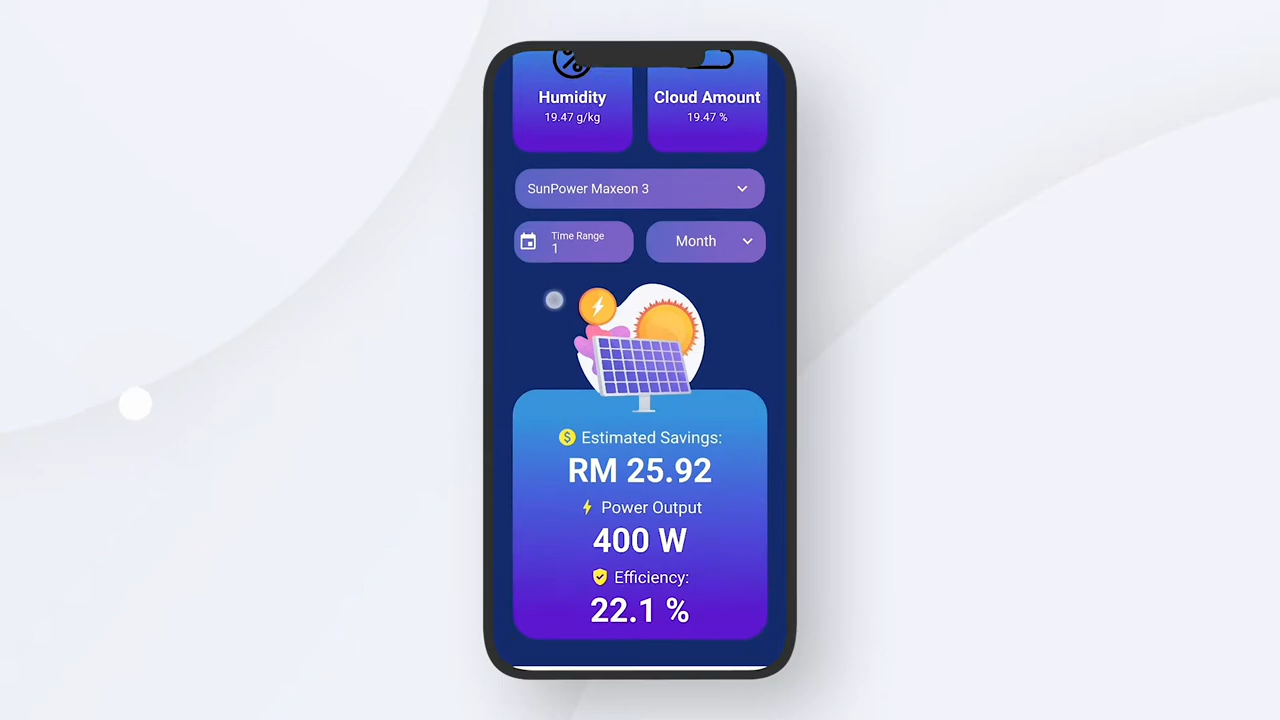 Humidity
19.47 g/kg
Cloud Amount
19.47 %
SunPower Maxeon 3
Time Range
1
Month
Estimated Savings:
RM 25.92
Power Output
400 W
Efficiency:
22.1 %